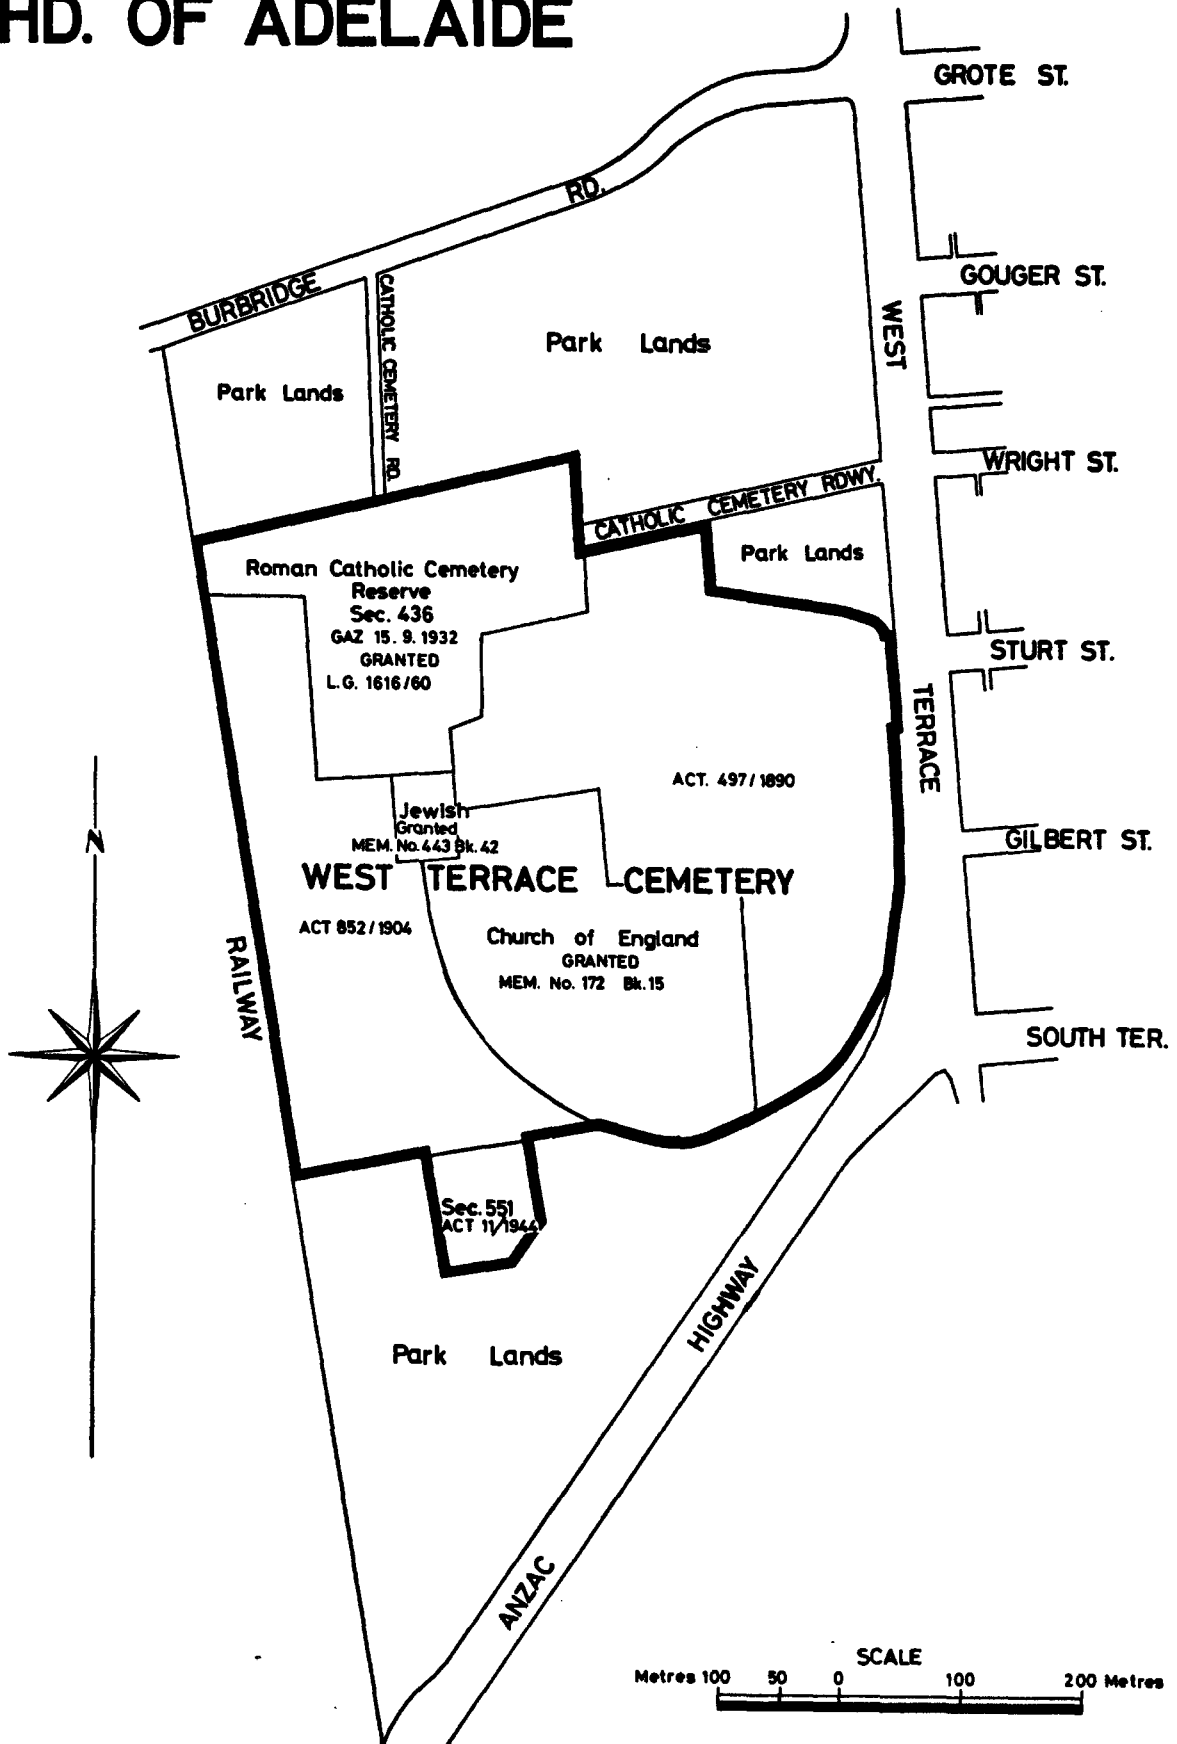 HD. OF ADELAIDE
GROTE ST.
RD.
GOUGER ST.
BURBRIDGE
CATHOLIC CEMETERY RD.
WEST
Park Lands
Park Lands
WRIGHT ST.
CATHOLIC CEMETERY RDWY.
Park Lands
Roman Catholic Cemetery
Reserve
Sec. 436
GAZ 15. 9. 1932
GRANTED
L.G. 1616/60
STURT ST.
TERRACE
ACT. 497/1890
Jewish
Granted
MEM. No. 443 Bk. 42
GILBERT ST.
N
WEST TERRACE CEMETERY
ACT 852/1904
Church of England
GRANTED
MEM. No. 172 Bk. 15
RAILWAY
SOUTH TER.
Sec. 551
ACT 11/1944
HIGHWAY
Park Lands
ANZAC
SCALE
Metres 100 50 0 100 200 Metres